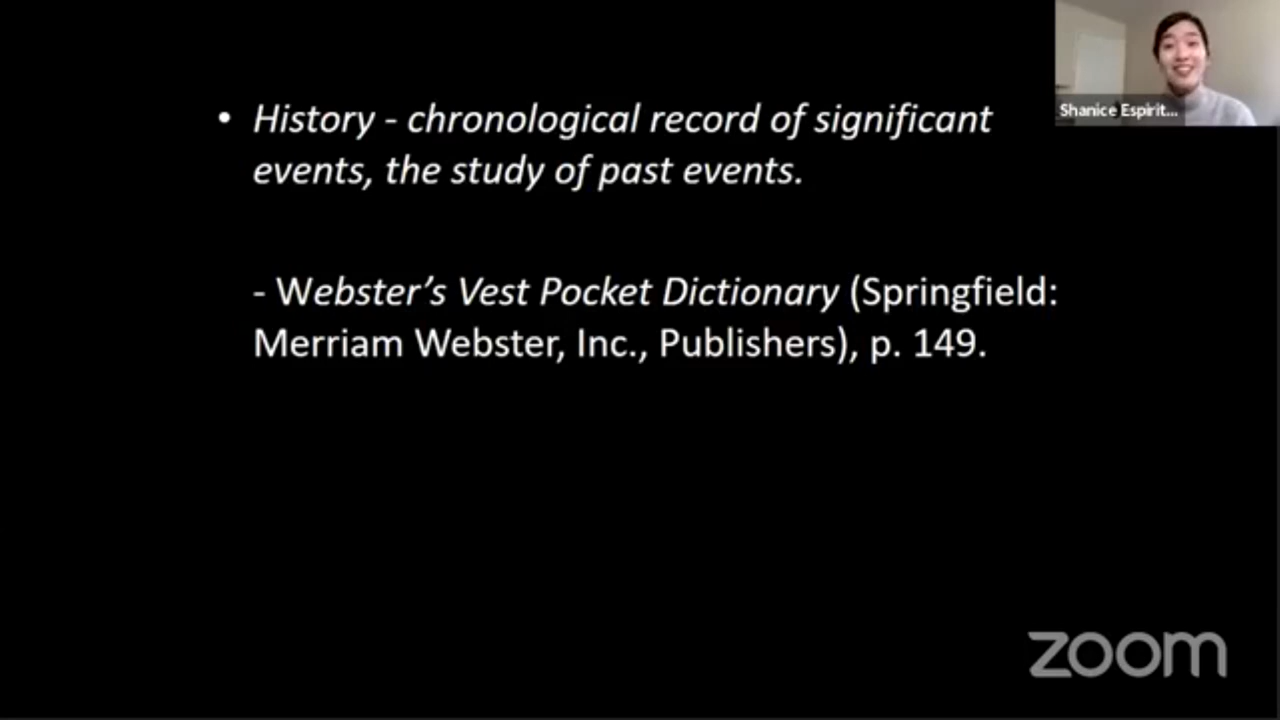 • History - chronological record of significant
events, the study of past events.
- Webster’s Vest Pocket Dictionary (Springfield:
Merriam Webster, Inc., Publishers), p. 149.
Shanice Espirit...
zoom